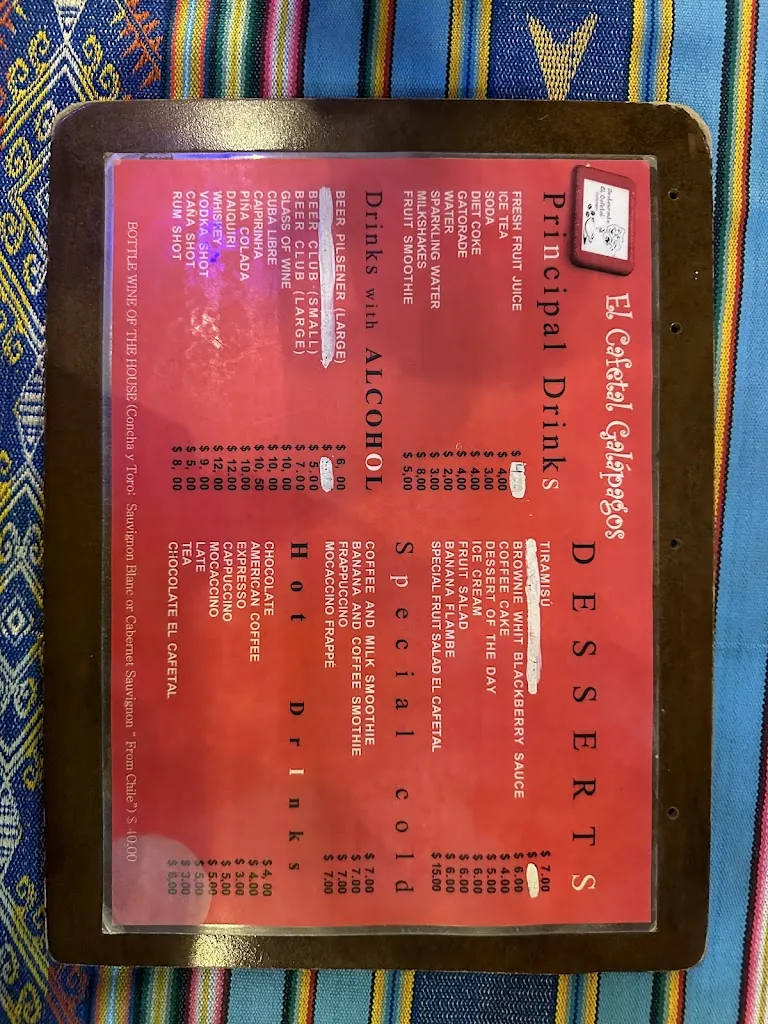 El Cafetal Galápagos
Principal Drinks
FRESH FRUIT JUICE $ 4
ICE TEA $ 4,00
SODA $ 3.00
DIET COKE $ 4.00
GATORADE $ 4,00
WATER $ 2,00
SPARKLING WATER $ 3.00
MILKSHAKES $ 8.00
FRUIT SMOOTHIE $ 5,00
Drinks with ALCOHOL
BEER PILSENER (LARGE) $ 6, 00
BEER CLUB (SMALL) $ 5.00
BEER CLUB (LARGE) $ 7.00
GLASS OF WINE $ 10, 00
CUBA LIBRE $ 10, 00
CAIPIRINHA $ 10, 50
PINA COLADA $ 10.00
DAIQUIRI $ 12.00
WHISKEY $ 12, 00
VODKA SHOT $ 9, 00
CAÑA SHOT $ 5, 00
RUM SHOT $ 8, 00
DESSERTS
TIRAMISÚ $ 7.00
BROWNIE WHIT BLACKBERRY SAUCE $ 6.00
COFFER CAKE $ 4.00
DESSERT OF THE DAY $ 5.00
ICE CREAM $ 6.00
FRUIT SALAD $ 6.00
BANANA FLAMBE $ 6.00
SPECIAL FRUIT SALAD EL CAFETAL $ 15.00
Special cold
COFFEE AND MILK SMOOTHIE $ 7.00
BANANA AND COFFEE SMOTHIE $ 7.00
FRAPPUCCINO $ 7.00
MOCACCINO FRAPPÉ $ 7.00
Hot DrInks
CHOCOLATE $ 4, 00
AMERICAN COFFEE $ 4.00
EXPRESSO $ 3.00
CAPPUCCINO $ 5,00
MOCACCINO $ 5.00
LATE $ 5.00
TEA $ 3.00
CHOCOLATE EL CAFETAL $ 6.00
BOTTLE WINE OF THE HOUSE (Concha y Toro: Sauvignon Blanc or Cabernet Sauvignon " From Chile") $ 40,00